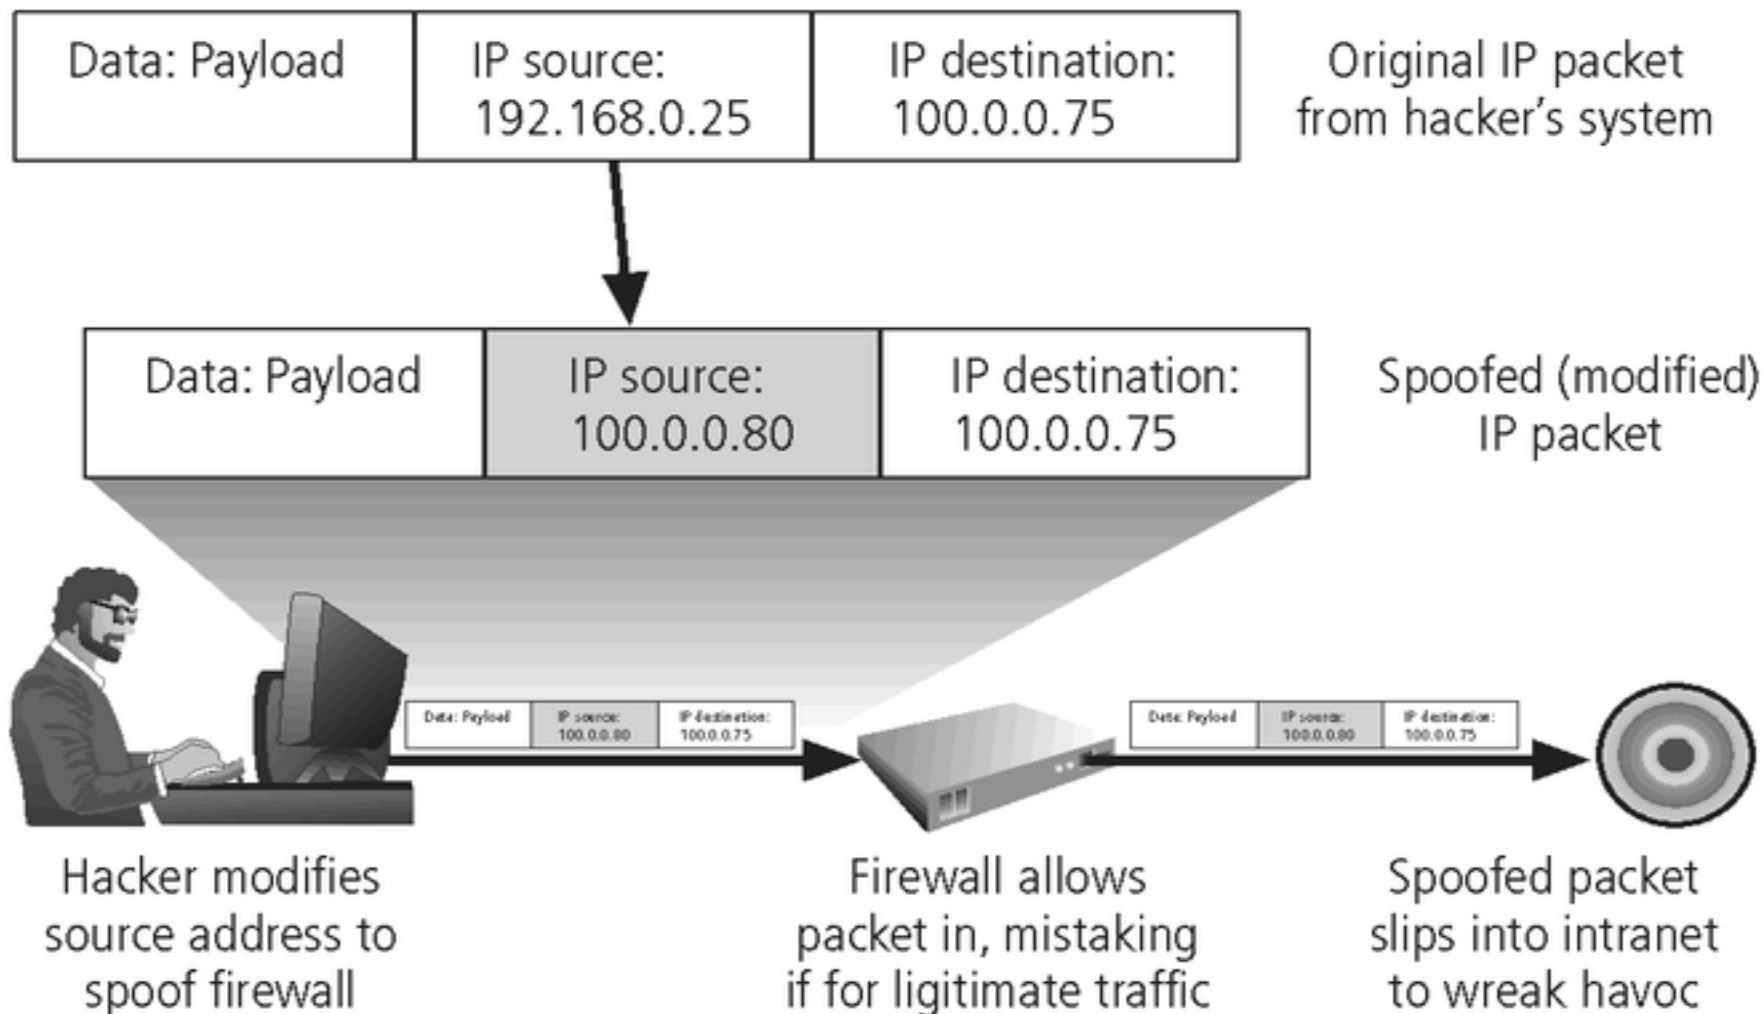 Data: Payload
IP source:
192.168.0.25
IP destination:
100.0.0.75
Original IP packet
from hacker's system
Data: Payload
IP source:
100.0.0.80
IP destination:
100.0.0.75
Spoofed (modified)
IP packet
Data: Payload
IP source:
100.0.0.80
IP destination:
100.0.0.75
Data: Payload
IP source:
100.0.0.80
IP destination:
100.0.0.75
Hacker modifies
source address to
spoof firewall
Firewall allows
packet in, mistaking
if for ligitimate traffic
Spoofed packet
slips into intranet
to wreak havoc